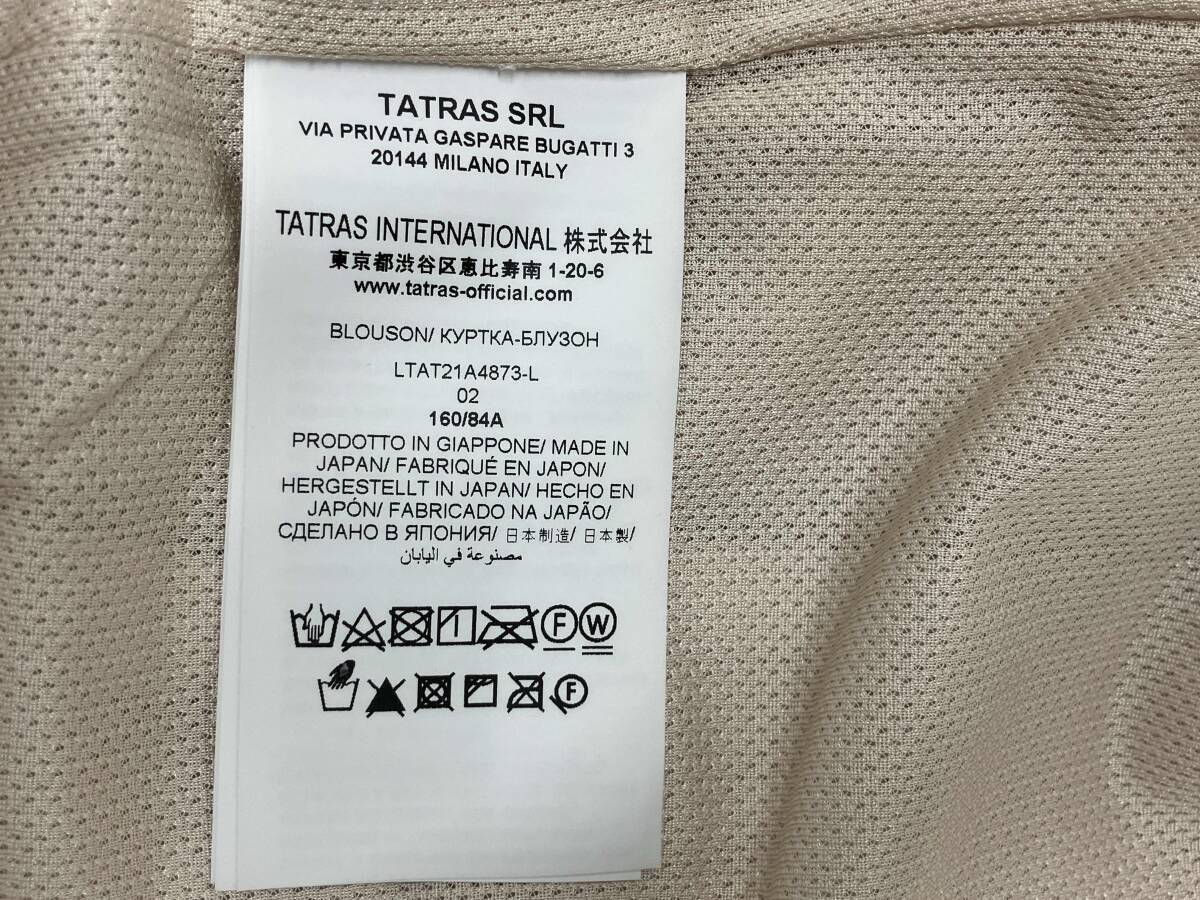 TATRAS SRL
VIA PRIVATA GASPARE BUGATTI 3
20144 MILANO ITALY
TATRAS INTERNATIONAL 株式会社
東京都渋谷区恵比寿南 1-20-6
www.tatras-official.com
BLOUSON/ КУРТКА-БЛУЗОН
LTAT21A4873-L
02
160/84A
PRODOTTO IN GIAPPONE/ MADE IN
JAPAN/ FABRIQUÉ EN JAPON/
HERGESTELLT IN JAPAN/ HECHO EN
JAPÓN/ FABRICADO NA JAPÃO/
СДЕЛАНО В ЯПОНИЯ/ 日本制造/ 日本製/
مصنوعة في اليابان
F W
F